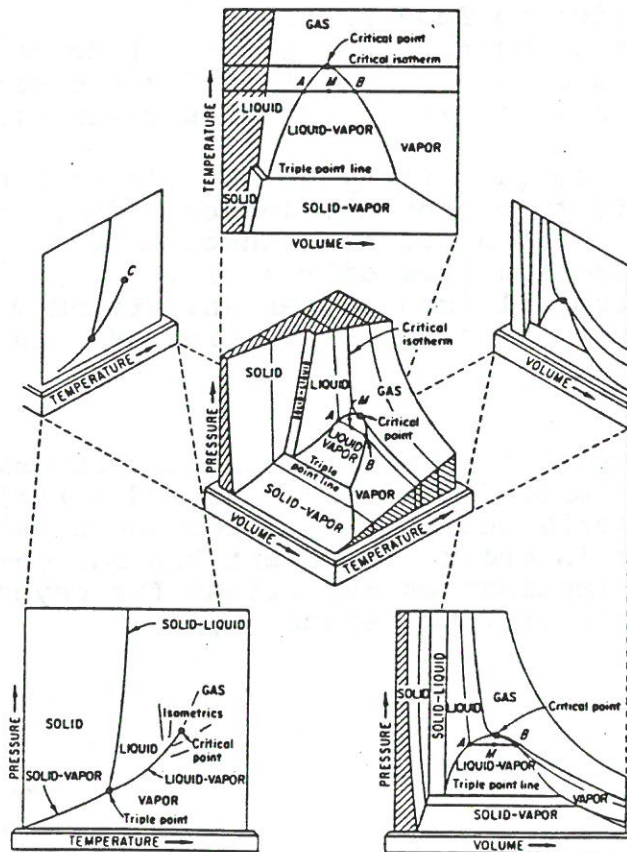 GAS
Critical point
Critical isotherm
A M B
LIQUID
LIQUID-VAPOR
VAPOR
Triple point line
SOLID
SOLID-VAPOR
TEMPERATURE
VOLUME
C
TEMPERATURE
VOLUME
Critical isotherm
SOLID
LIQUID
GAS
M
A
Critical point
LIQUID VAPOR
B
Triple point line
VAPOR
SOLID-VAPOR
PRESSURE
VOLUME
TEMPERATURE
SOLID-LIQUID
GAS
Isometrics
SOLID
LIQUID
Critical point
SOLID-VAPOR
LIQUID-VAPOR
VAPOR
Triple point
PRESSURE
TEMPERATURE
SOLID
SOLID-LIQUID
LIQUID
GAS
Critical point
A
B
M
LIQUID-VAPOR
Triple point line
VAPOR
SOLID-VAPOR
PRESSURE
VOLUME